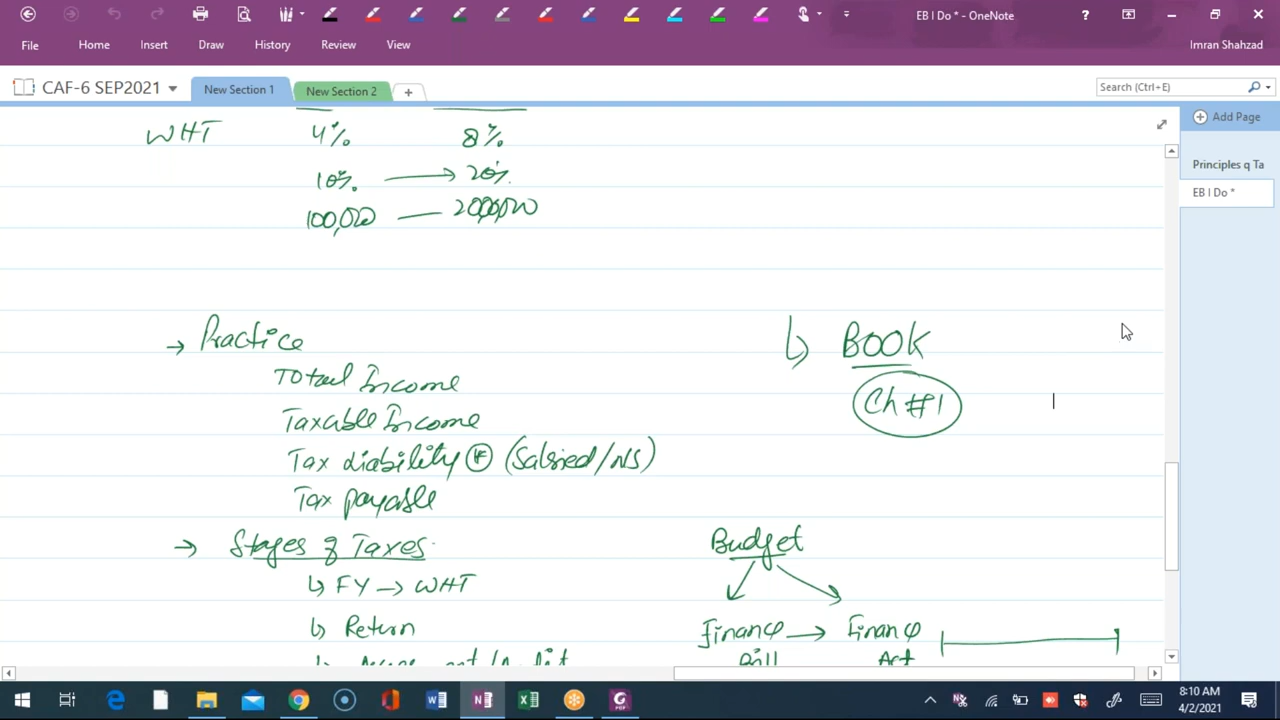 EB I Do * - OneNote
?
File
Home
Insert
Draw
History
Review
View
Imran Shahzad
CAF-6 SEP2021
New Section 1
New Section 2
Search (Ctrl+E)
Add Page
Principles q Ta
EB I Do *
WHT 4% 8%
10% → 20%
100,000 — 200,000
→ Practice
Total Income
Taxable Income
Tax Liability (Salaried/NS)
Tax payable
→ Stages of Taxes
↳ FY → WHT
↳ Return
↳ BOOK
Ch #1
Budget
Finance → Finance
Bill Act
8:10 AM
4/2/2021